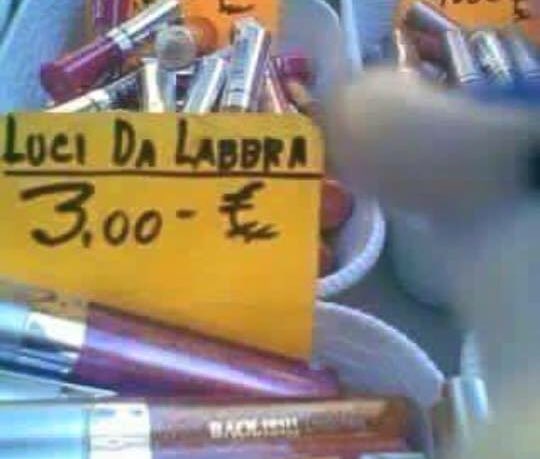 €
€
LUCI DA LABBRA
3.00 - €